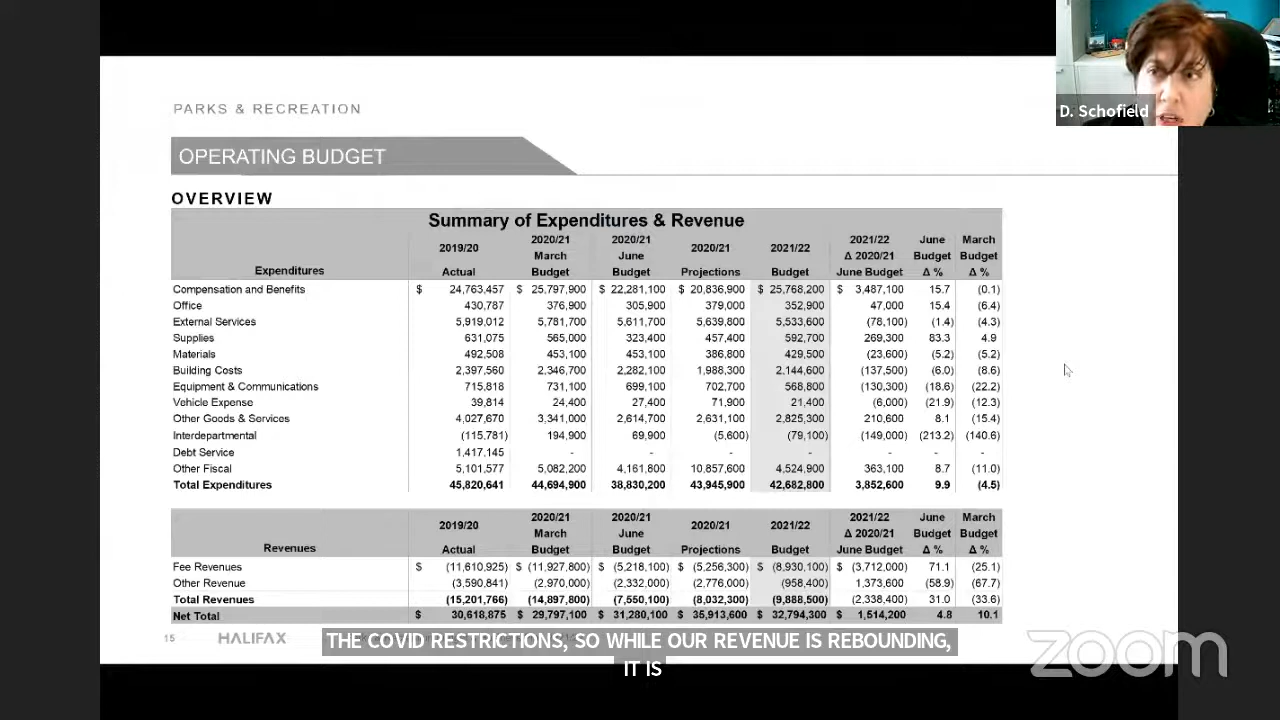 D. Schofield
PARKS & RECREATION
OPERATING BUDGET
OVERVIEW
Summary of Expenditures & Revenue
Expenditures 2019/20 Actual 2020/21 March Budget 2020/21 June Budget 2020/21 Projections 2021/22 Budget 2021/22 Δ 2020/21 June Budget June Budget Δ % March Budget Δ %
Compensation and Benefits $ 24,763,457 $ 25,797,900 $ 22,281,100 $ 20,836,900 $ 25,768,200 $ 3,487,100 15.7 (0.1)
Office 430,787 376,900 305,900 379,000 352,900 47,000 15.4 (6.4)
External Services 5,919,012 5,781,700 5,611,700 5,639,800 5,533,600 (78,100) (1.4) (4.3)
Supplies 631,075 565,000 323,400 457,400 592,700 269,300 83.3 4.9
Materials 492,508 453,100 453,100 386,800 429,500 (23,600) (5.2) (5.2)
Building Costs 2,397,560 2,346,700 2,282,100 1,988,300 2,144,600 (137,500) (6.0) (8.6)
Equipment & Communications 715,818 731,100 699,100 702,700 568,800 (130,300) (18.6) (22.2)
Vehicle Expense 39,814 24,400 27,400 71,900 21,400 (6,000) (21.9) (12.3)
Other Goods & Services 4,027,670 3,341,000 2,614,700 2,631,100 2,825,300 210,600 8.1 (15.4)
Interdepartmental (115,781) 194,900 69,900 (5,600) (79,100) (149,000) (213.2) (140.6)
Debt Service 1,417,145 - - - - - - -
Other Fiscal 5,101,577 5,082,200 4,161,800 10,857,600 4,524,900 363,100 8.7 (11.0)
Total Expenditures 45,820,641 44,694,900 38,830,200 43,945,900 42,682,800 3,852,600 9.9 (4.5)
Revenues 2019/20 Actual 2020/21 March Budget 2020/21 June Budget 2020/21 Projections 2021/22 Budget 2021/22 Δ 2020/21 June Budget June Budget Δ % March Budget Δ %
Fee Revenues $ (11,610,925) $ (11,927,800) $ (5,218,100) $ (5,256,300) $ (8,930,100) $ (3,712,000) 71.1 (25.1)
Other Revenue (3,590,841) (2,970,000) (2,332,000) (2,776,000) (958,400) 1,373,600 (58.9) (67.7)
Total Revenues (15,201,766) (14,897,800) (7,550,100) (8,032,300) (9,888,500) (2,338,400) 31.0 (33.6)
Net Total $ 30,618,875 $ 29,797,100 $ 31,280,100 $ 35,913,600 $ 32,794,300 $ 1,514,200 4.8 10.1
15 HALIFAX
THE COVID RESTRICTIONS, SO WHILE OUR REVENUE IS REBOUNDING,
IT IS
zoom